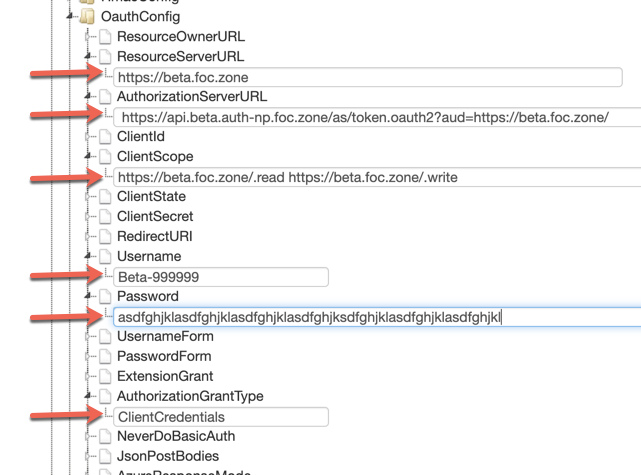 OauthConfig
ResourceOwnerURL
ResourceServerURL
https://beta.foc.zone
AuthorizationServerURL
https://api.beta.auth-np.foc.zone/as/token.oauth2?aud=https://beta.foc.zone/
ClientId
ClientScope
https://beta.foc.zone/.read https://beta.foc.zone/.write
ClientState
ClientSecret
RedirectURI
Username
Beta-999999
Password
asdfghjklasdfghjklasdfghjklasdfghjksdfghjklasdfghjklasdfghjkl
UsernameForm
PasswordForm
ExtensionGrant
AuthorizationGrantType
ClientCredentials
NeverDoBasicAuth
JsonPostBodies